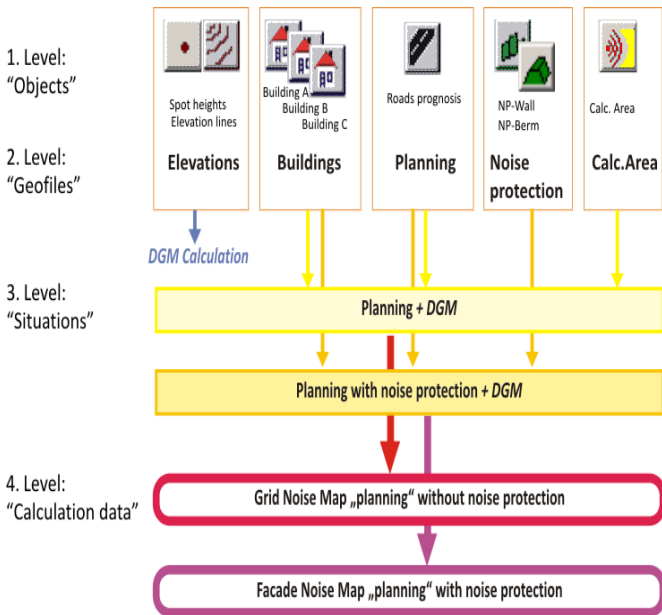 1. Level:
“Objects”
Spot heights
Elevation lines
Building A
Building B
Building C
Roads prognosis
NP-Wall
NP-Berm
Calc. Area
2. Level:
“Geofiles”
Elevations
Buildings
Planning
Noise
protection
Calc.Area
DGM Calculation
3. Level:
“Situations”
Planning + DGM
Planning with noise protection + DGM
4. Level:
“Calculation data”
Grid Noise Map „planning“ without noise protection
Facade Noise Map „planning“ with noise protection